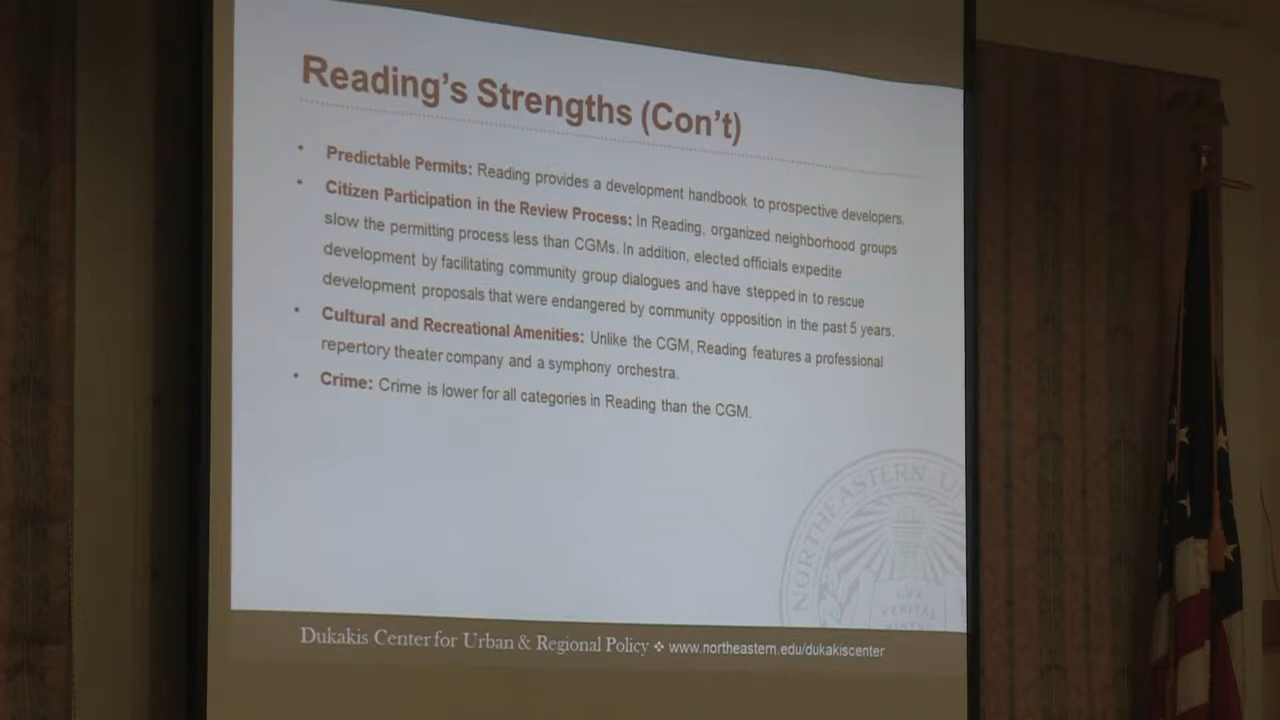 Reading's Strengths (Con't)
• Predictable Permits: Reading provides a development handbook to prospective developers.
• Citizen Participation in the Review Process: In Reading, organized neighborhood groups
slow the permitting process less than CGMs. In addition, elected officials expedite
development by facilitating community group dialogues and have stepped in to rescue
development proposals that were endangered by community opposition in the past 5 years.
• Cultural and Recreational Amenities: Unlike the CGM, Reading features a professional
repertory theater company and a symphony orchestra.
• Crime: Crime is lower for all categories in Reading than the CGM.
NORTHEASTERN U
LVX
VERITAS
Dukakis Center for Urban & Regional Policy ❖ www.northeastern.edu/dukakiscenter